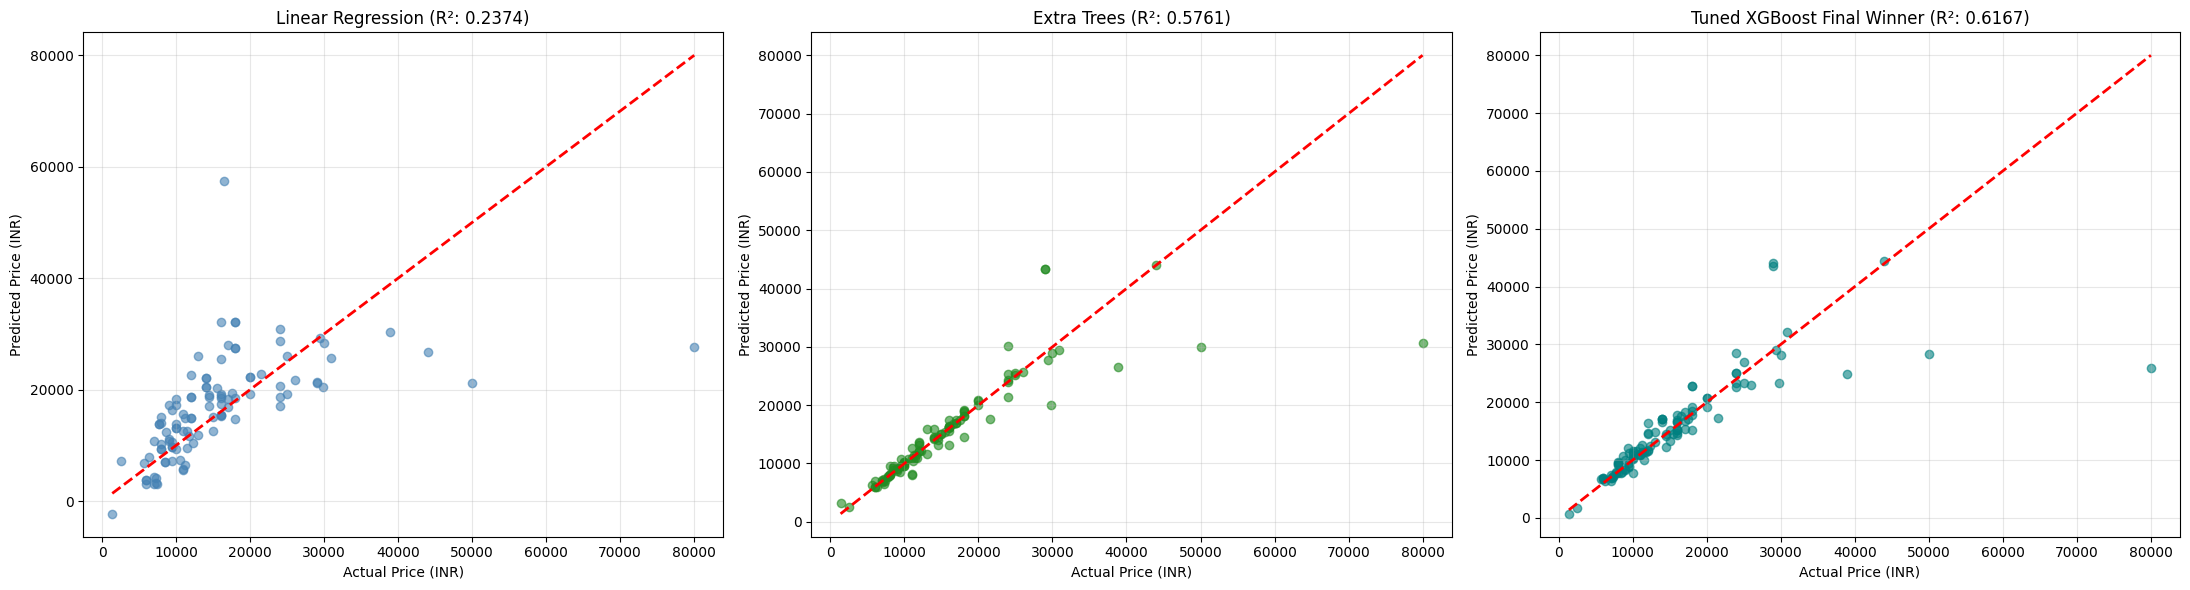 Linear Regression (R²: 0.2374)
80000
60000
40000
20000
0
Predicted Price (INR)
0 10000 20000 30000 40000 50000 60000 70000 80000
Actual Price (INR)
Extra Trees (R²: 0.5761)
80000
70000
60000
50000
40000
30000
20000
10000
0
Predicted Price (INR)
0 10000 20000 30000 40000 50000 60000 70000 80000
Actual Price (INR)
Tuned XGBoost Final Winner (R²: 0.6167)
80000
70000
60000
50000
40000
30000
20000
10000
0
Predicted Price (INR)
0 10000 20000 30000 40000 50000 60000 70000 80000
Actual Price (INR)